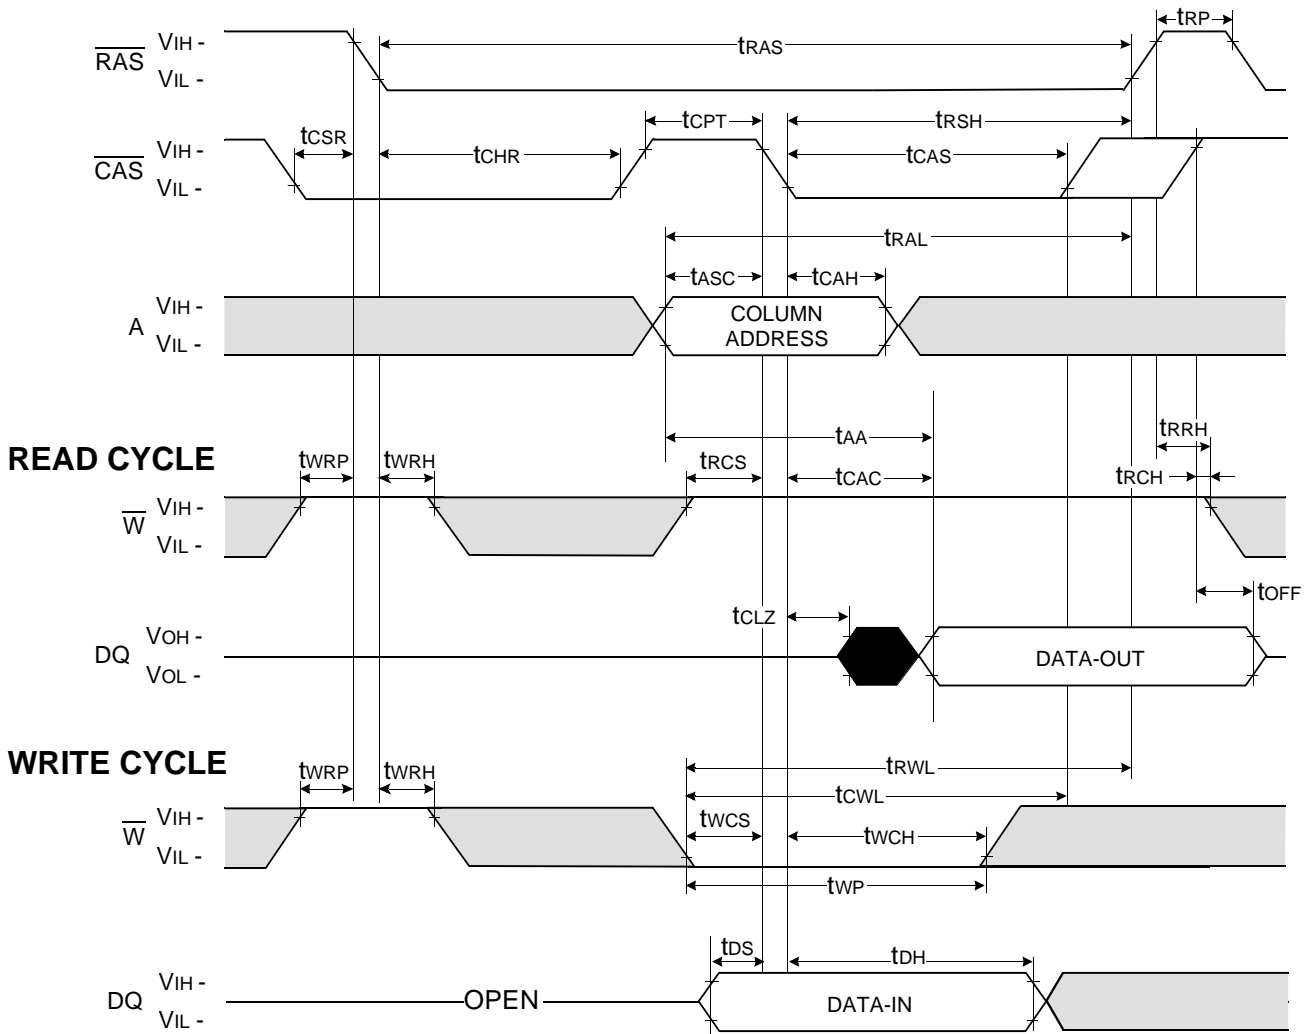 tRP
RAS VIH -
VIL -
tRAS
tCPT tRSH
tCSR tCHR tCAS
CAS VIH -
VIL -
tRAL
tASC tCAH
A VIH -
VIL -
COLUMN
ADDRESS
tAA tRRH
READ CYCLE
tWRP tWRH tRCS tCAC tRCH
W VIH -
VIL -
tOFF
tCLZ
DQ VOH -
VOL -
DATA-OUT
WRITE CYCLE
tWRP tWRH tRWL
tCWL
W VIH -
VIL -
tWCS tWCH
tWP
tDS tDH
DQ VIH -
VIL -
OPEN DATA-IN